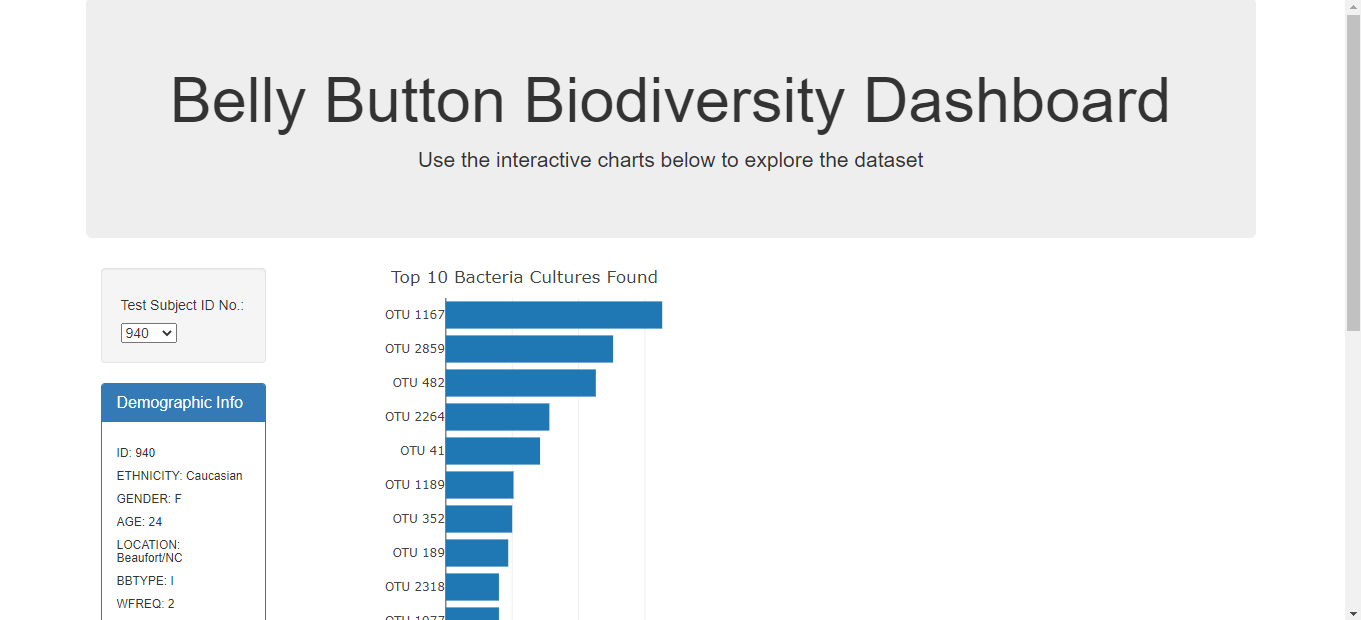 Belly Button Biodiversity Dashboard
Use the interactive charts below to explore the dataset
Test Subject ID No.:
940
Demographic Info
ID: 940
ETHNICITY: Caucasian
GENDER: F
AGE: 24
LOCATION:
Beaufort/NC
BBTYPE: I
WFREQ: 2
Top 10 Bacteria Cultures Found
OTU 1167
OTU 2859
OTU 482
OTU 2264
OTU 41
OTU 1189
OTU 352
OTU 189
OTU 2318
OTU 1977